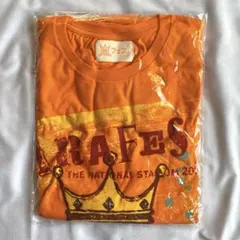 RAFES
THE NATIONAL STADIUM 20